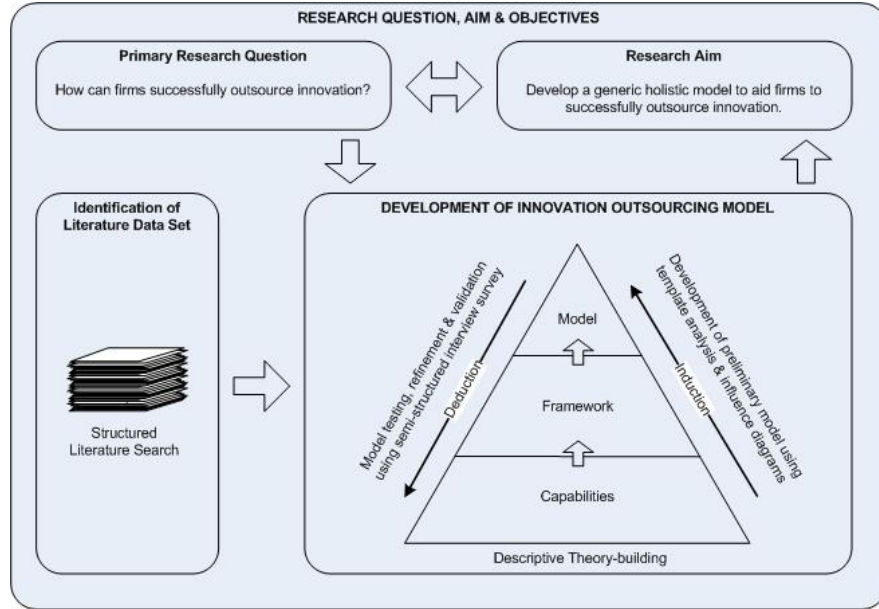 RESEARCH QUESTION, AIM & OBJECTIVES
Primary Research Question
How can firms successfully outsource innovation?
Research Aim
Develop a generic holistic model to aid firms to
successfully outsource innovation.
Identification of
Literature Data Set
Structured
Literature Search
DEVELOPMENT OF INNOVATION OUTSOURCING MODEL
Model testing, refinement & validation
using semi-structured interview survey
Deduction
Model
Framework
Capabilities
Induction
Development of preliminary model using
template analysis & influence diagrams
Descriptive Theory-building